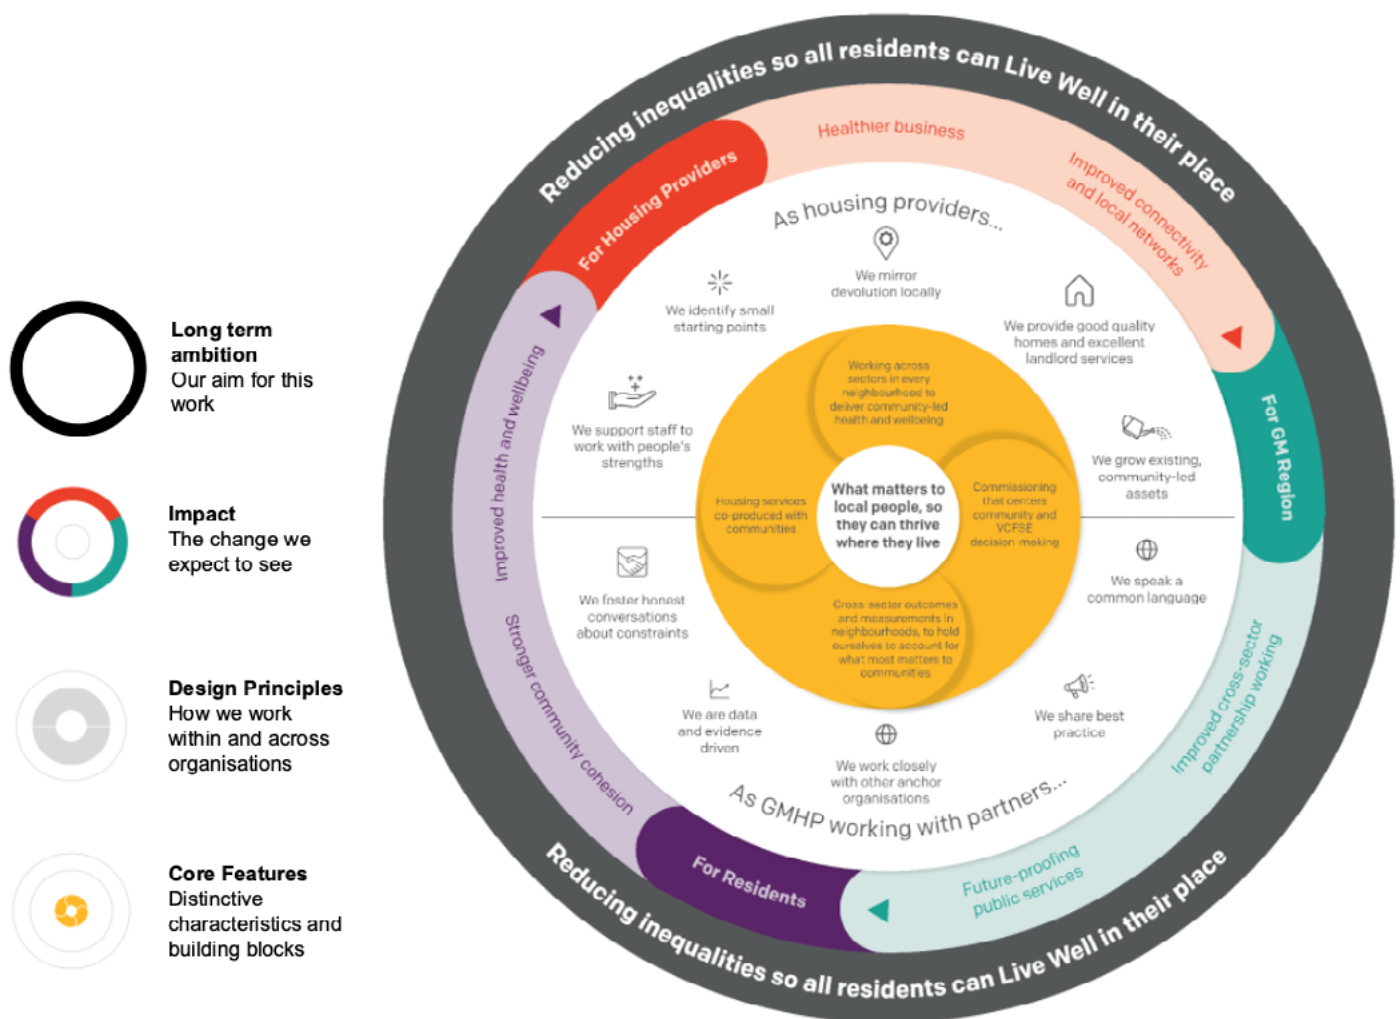 Long term
ambition
Our aim for this
work
Impact
The change we
expect to see
Design Principles
How we work
within and across
organisations
Core Features
Distinctive
characteristics and
building blocks
Reducing inequalities so all residents can Live Well in their place
For Housing Providers
Healthier business
Improved connectivity
and local networks
For GM Region
Improved cross-sector
partnership working
Future-proofing
public services
For Residents
Stronger community cohesion
Improved health and wellbeing
As housing providers...
We mirror
devolution locally
We identify small
starting points
We provide good quality
homes and excellent
landlord services
We support staff to
work with people's
strengths
We grow existing,
community-led
assets
Working across
sectors in every
neighbourhood to
deliver community-led
health and wellbeing
Housing services
co-produced with
communities
What matters to
local people, so
they can thrive
where they live
Commissioning
that centers
community and
VCFSE
decision-making
Cross-sector outcomes
and measurements in
neighbourhoods, to hold
ourselves to account for
what most matters to
communities
We foster honest
conversations
about constraints
We speak a
common language
We are data
and evidence
driven
We share best
practice
We work closely
with other anchor
organisations
As GMHP working with partners...
Reducing inequalities so all residents can Live Well in their place